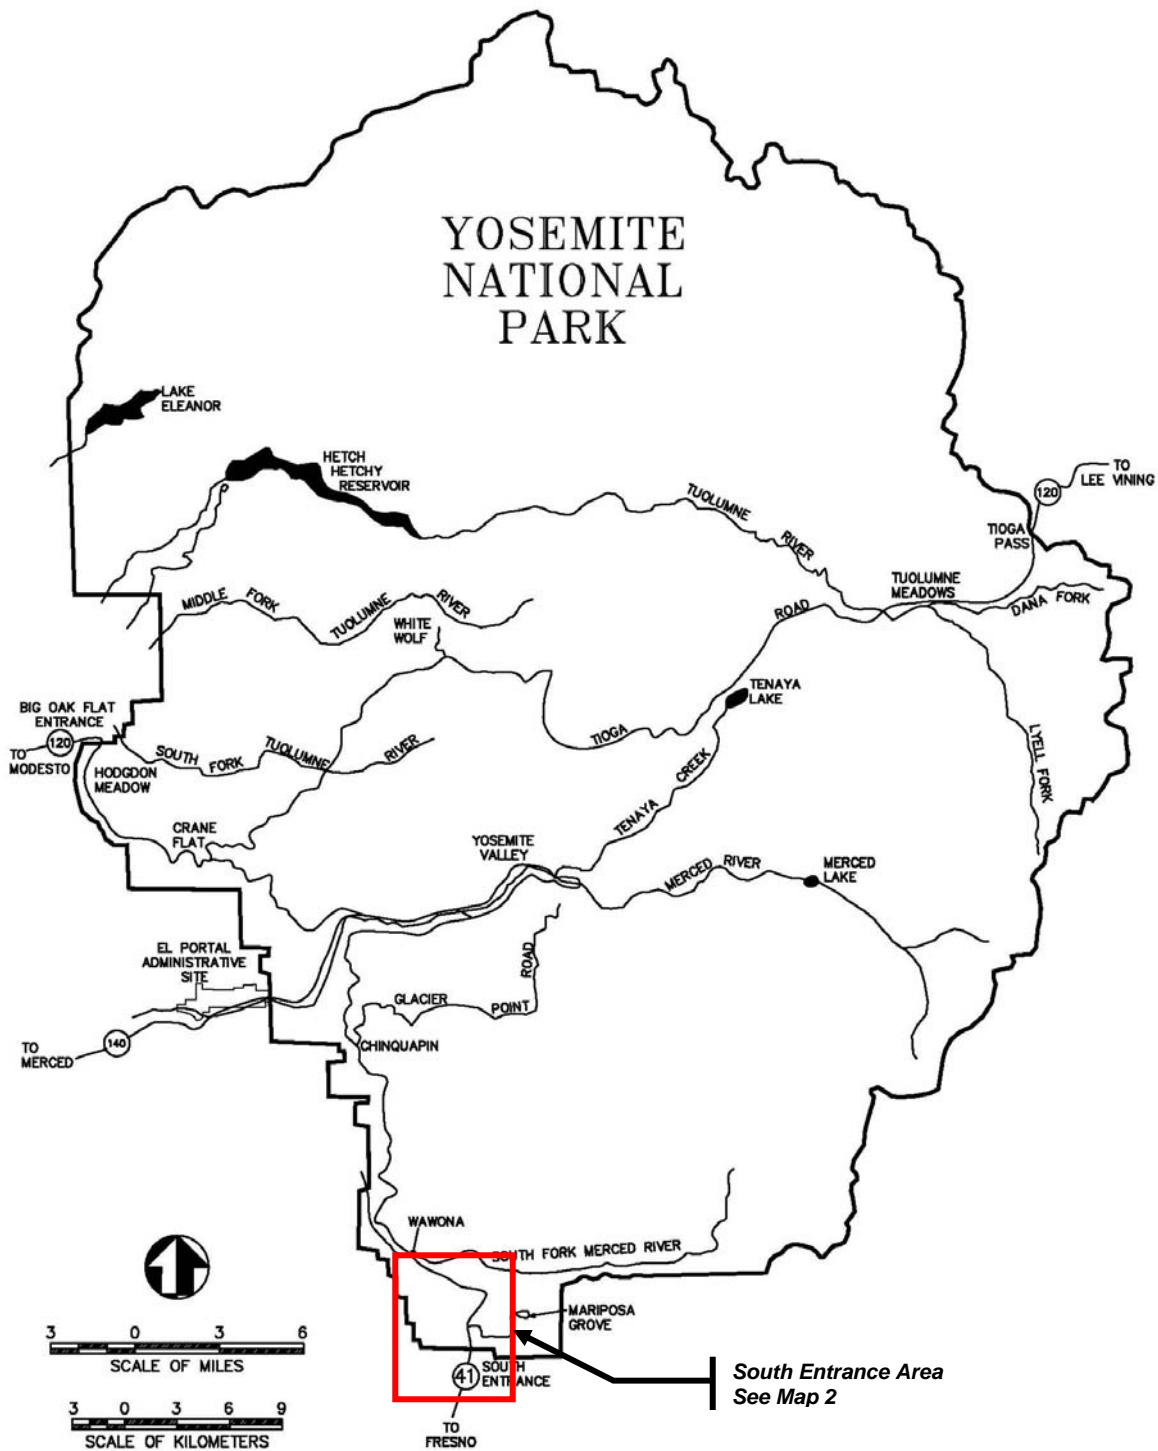 YOSEMITE
NATIONAL
PARK
LAKE
ELEANOR
HETCH
HETCHY
RESERVOIR
TUOLUMNE
RIVER
TO
LEE VINING
120
TIOGA
PASS
TUOLUMNE
MEADOWS
DANA FORK
MIDDLE FORK
TUOLUMNE
RIVER
WHITE
WOLF
ROAD
TENAYA
LAKE
BIG OAK FLAT
ENTRANCE
120
TO
MODESTO
HODGDON
MEADOW
SOUTH FORK
TUOLUMNE
RIVER
TIOGA
LYELL FORK
CREEK
TENAYA
CRANE
FLAT
YOSEMITE
VALLEY
MERCED RIVER
MERCED
LAKE
EL PORTAL
ADMINISTRATIVE
SITE
ROAD
GLACIER
POINT
TO
MERCED
140
CHINQUAPIN
WAWONA
SOUTH FORK MERCED RIVER
MARIPOSA
GROVE
3 0 3 6
SCALE OF MILES
41
SOUTH
ENTRANCE
South Entrance Area
See Map 2
3 0 3 6 9
SCALE OF KILOMETERS
TO
FRESNO